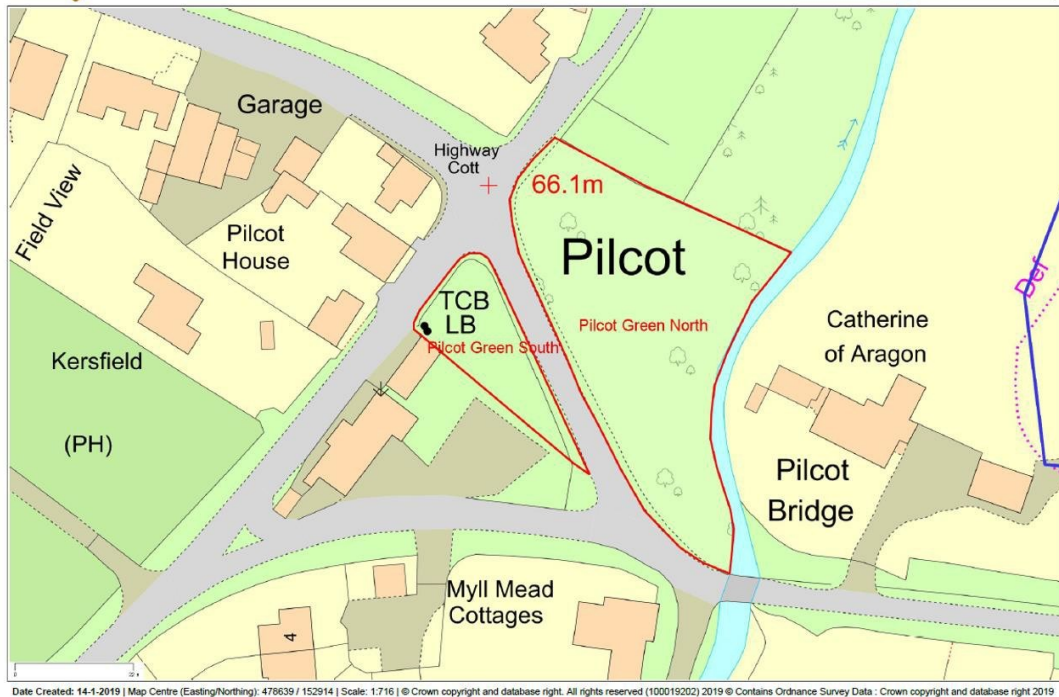 Garage
Highway
Cott
66.1m
Field View
Pilcot
House
Pilcot
TCB
LB
Pilcot Green North
Pilcot Green South
Def
Catherine
of Aragon
Kersfield
(PH)
Pilcot
Bridge
Myll Mead
Cottages
4
Date Created: 14-1-2019 | Map Centre (Easting/Northing): 478639 / 152914 | Scale: 1:716 | © Crown copyright and database right. All rights reserved (100019202) 2019 © Contains Ordnance Survey Data : Crown copyright and database right 2019